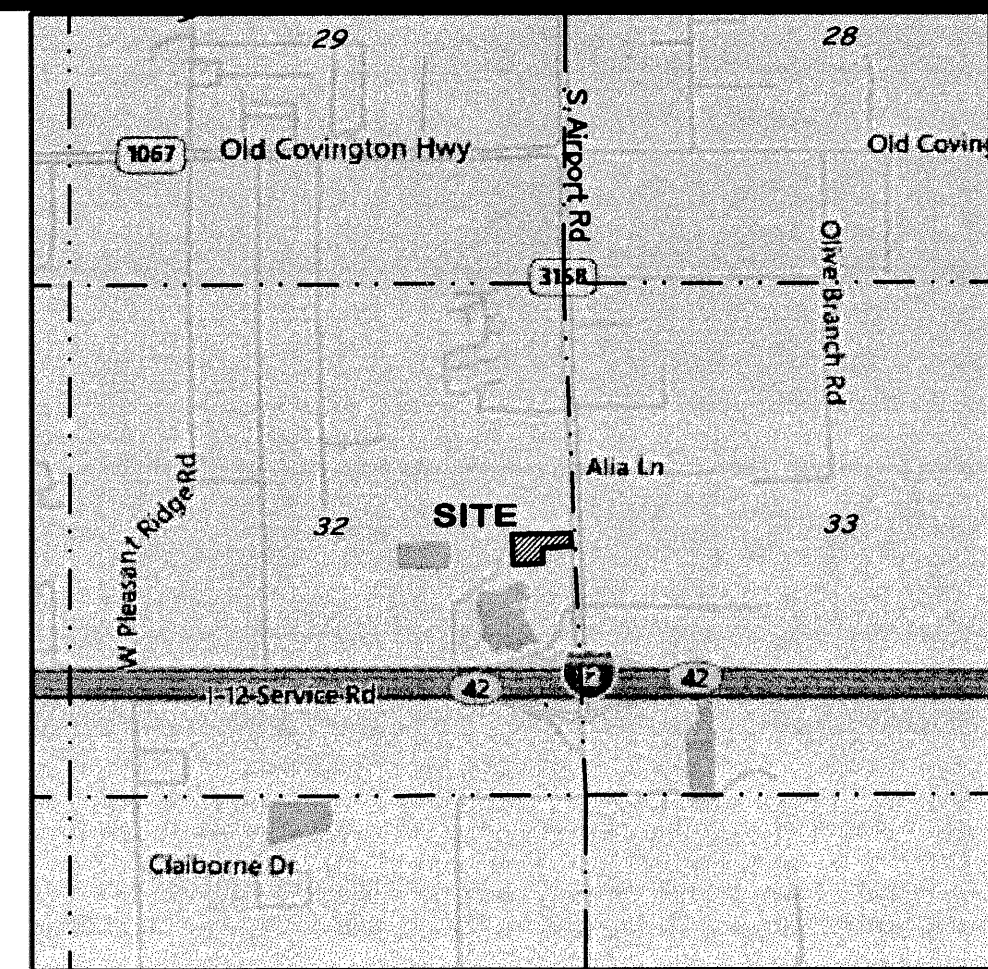 29
28
1067
Old Covington Hwy
S. Airport Rd
Old Coving
3158
Olive Branch Rd
Alia Ln
W Pleasant Ridge Rd
32
SITE
33
I-12-Service Rd
42
12
42
Claiborne Dr